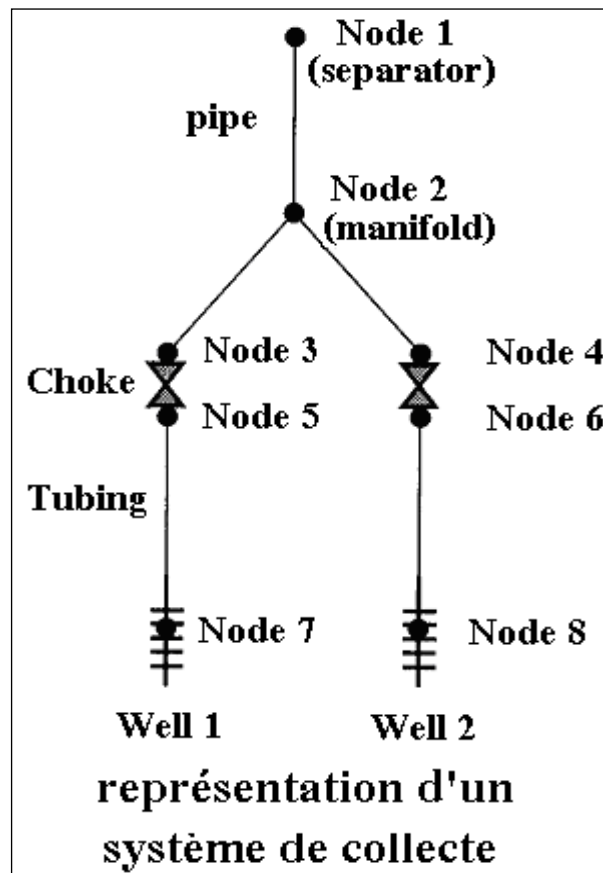 Node 1
(separator)
pipe
Node 2
(manifold)
Node 3
Node 4
Choke
Node 5
Node 6
Tubing
Node 7
Node 8
Well 1
Well 2
représentation d'un
système de collecte